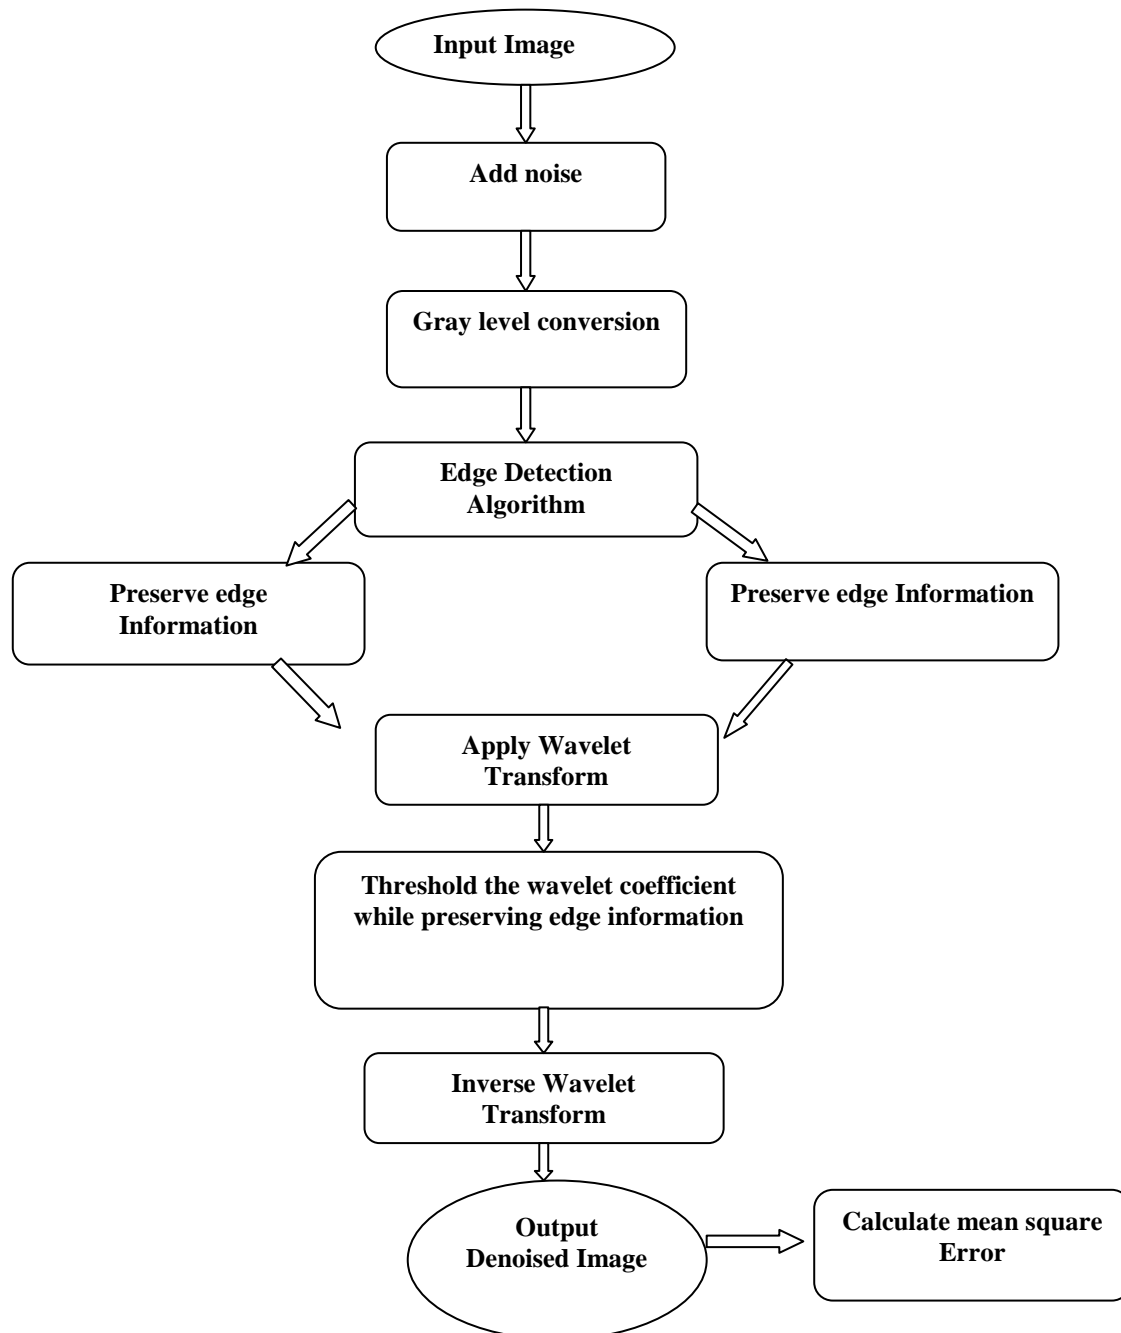 Input Image
Add noise
Gray level conversion
Edge Detection
Algorithm
Preserve edge
Information
Preserve edge Information
Apply Wavelet
Transform
Threshold the wavelet coefficient
while preserving edge information
Inverse Wavelet
Transform
Output
Denoised Image
Calculate mean square
Error